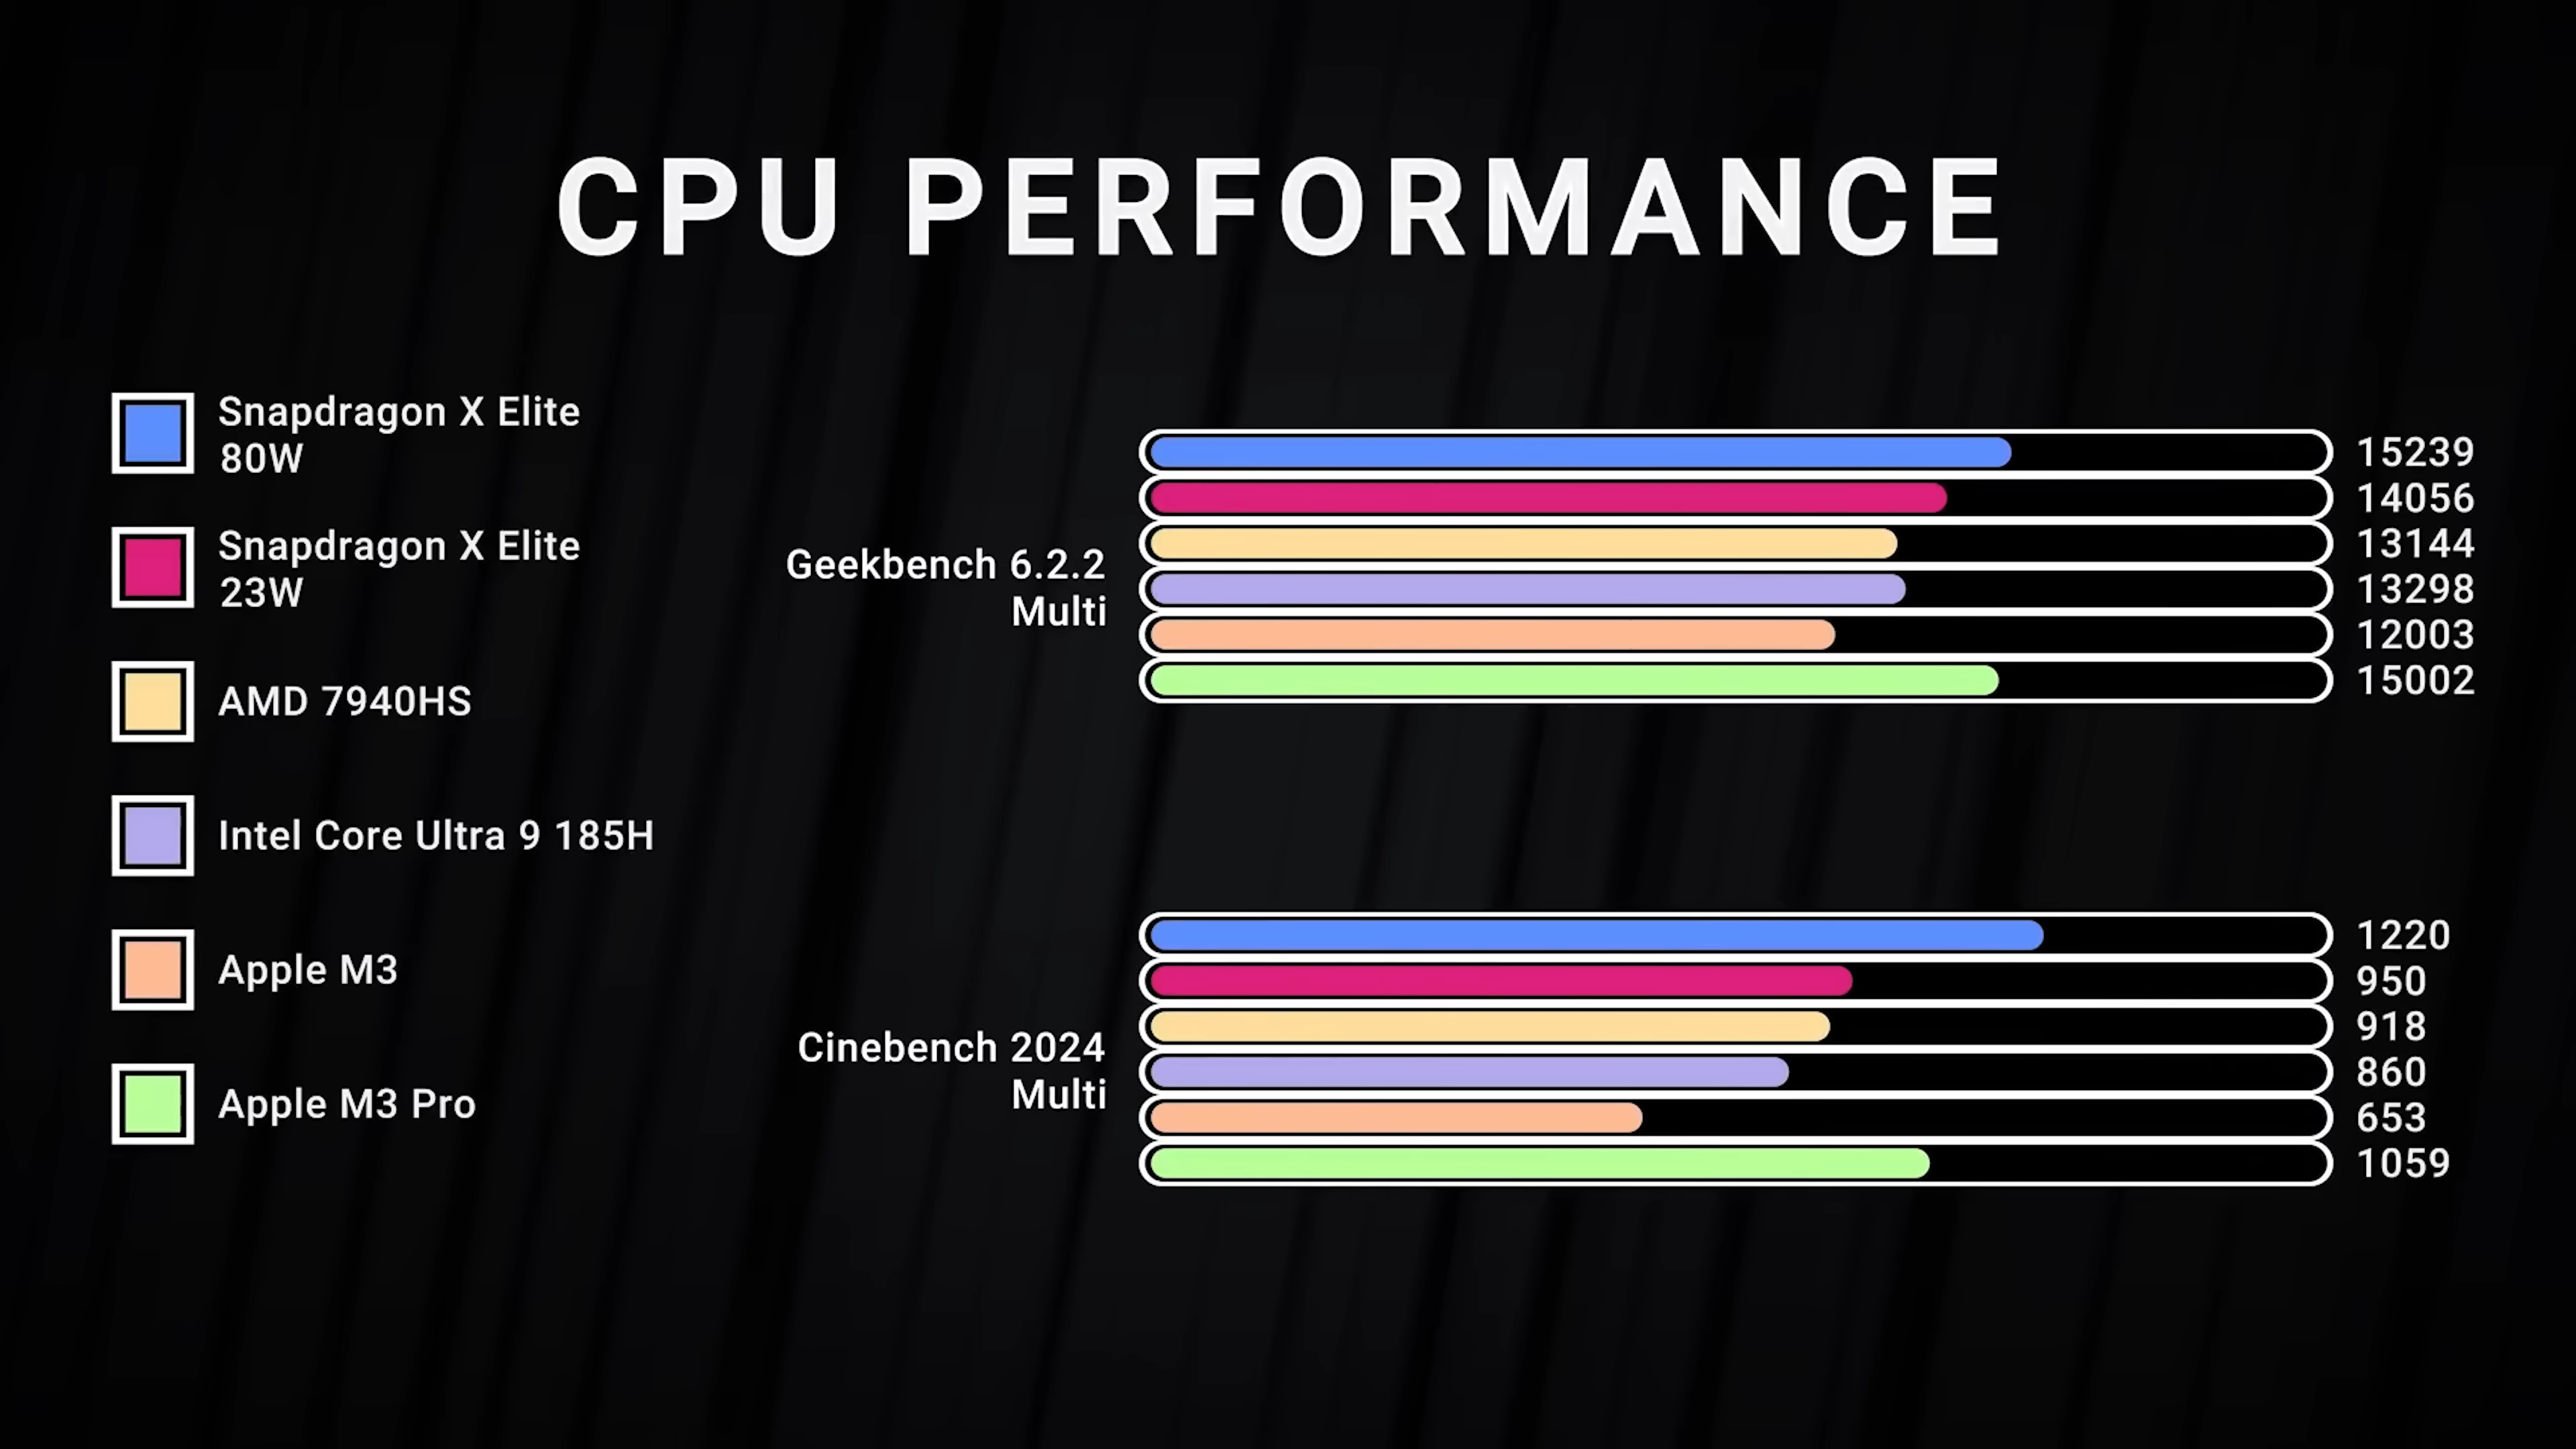 CPU PERFORMANCE
Snapdragon X Elite
80W
Snapdragon X Elite
23W
AMD 7940HS
Intel Core Ultra 9 185H
Apple M3
Apple M3 Pro
Geekbench 6.2.2
Multi
15239
14056
13144
13298
12003
15002
Cinebench 2024
Multi
1220
950
918
860
653
1059